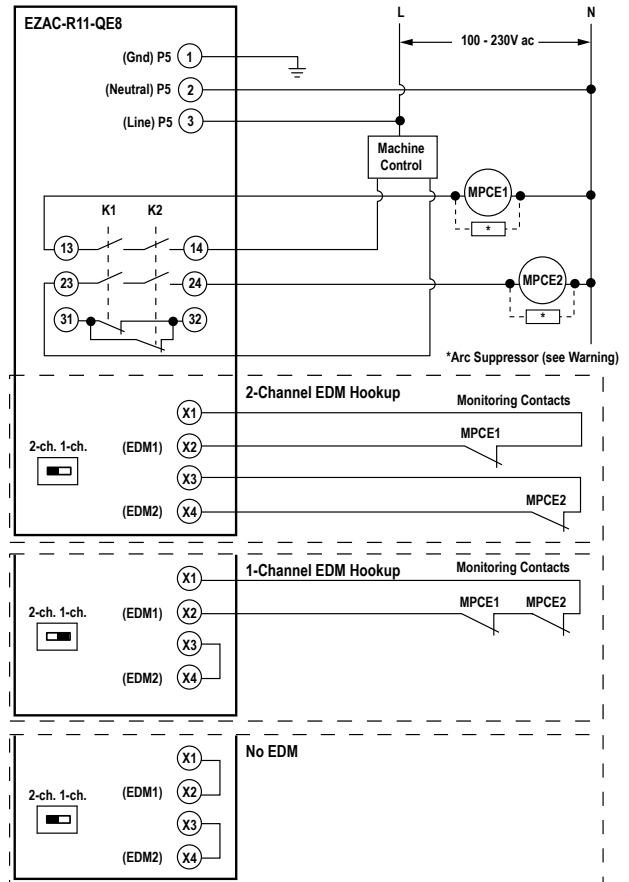 EZAC-R11-QE8
L
N
100 - 230V ac
(Gnd) P5 1
(Neutral) P5 2
(Line) P5 3
Machine
Control
MPCE1
*
K1 K2
13 14
23 24
MPCE2
*
31 32
*Arc Suppressor (see Warning)
2-Channel EDM Hookup
Monitoring Contacts
X1
MPCE1
2-ch. 1-ch.
(EDM1) X2
X3
MPCE2
(EDM2) X4
1-Channel EDM Hookup
Monitoring Contacts
X1
MPCE1 MPCE2
2-ch. 1-ch.
(EDM1) X2
X3
(EDM2) X4
No EDM
X1
2-ch. 1-ch.
(EDM1) X2
X3
(EDM2) X4